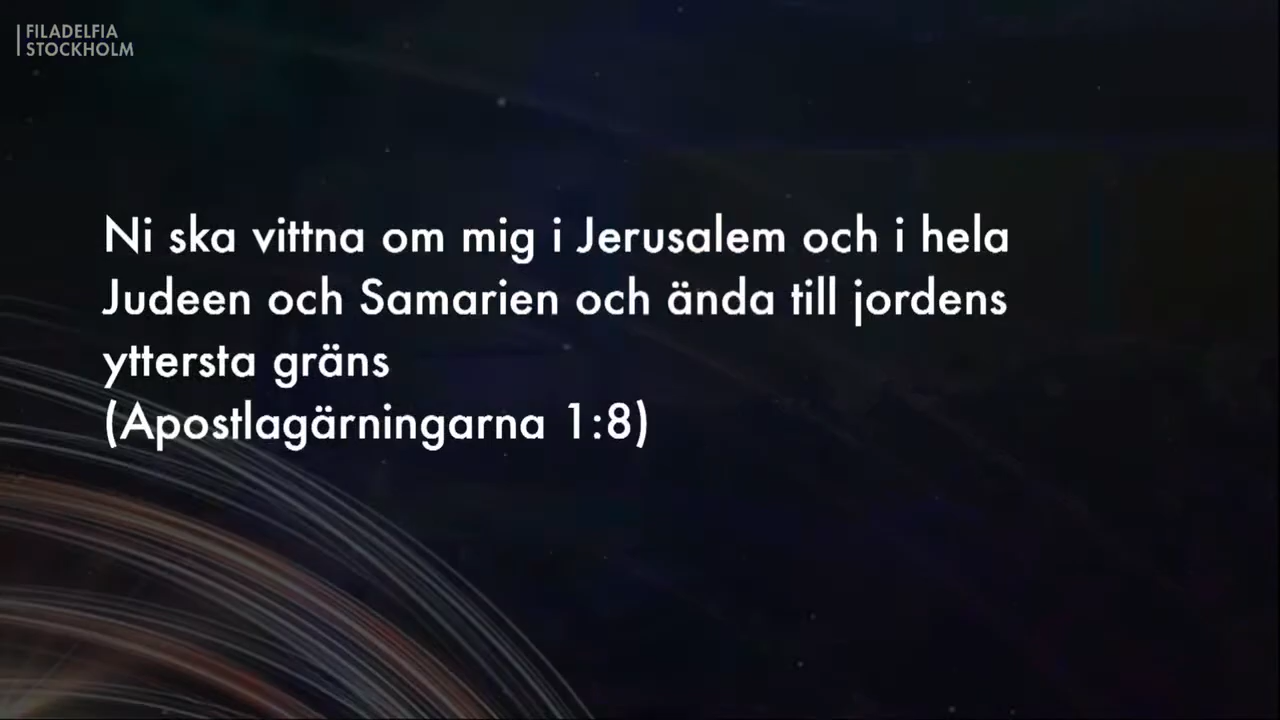 FILADELFIA
STOCKHOLM
Ni ska vittna om mig i Jerusalem och i hela
Judeen och Samarien och ända till jordens
yttersta gräns
(Apostlagärningarna 1:8)